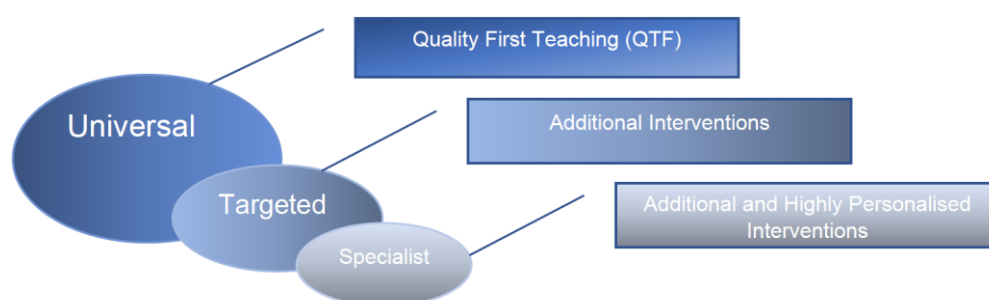 Quality First Teaching (QTF)
Universal
Additional Interventions
Targeted
Additional and Highly Personalised
Interventions
Specialist